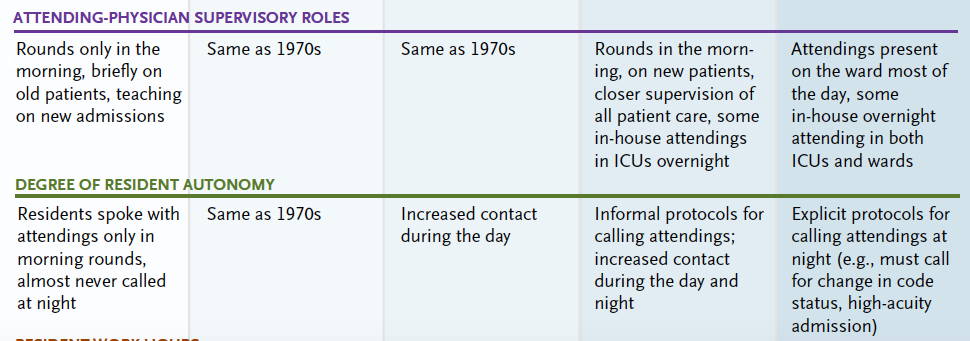 ATTENDING-PHYSICIAN SUPERVISORY ROLES
Rounds only in the
morning, briefly on
old patients, teaching
on new admissions
Same as 1970s
Same as 1970s
Rounds in the morn-
ing, on new patients,
closer supervision of
all patient care, some
in-house attendings
in ICUs overnight
Attendings present
on the ward most of
the day, some
in-house overnight
attending in both
ICUs and wards
DEGREE OF RESIDENT AUTONOMY
Residents spoke with
attendings only in
morning rounds,
almost never called
at night
Same as 1970s
Increased contact
during the day
Informal protocols for
calling attendings;
increased contact
during the day and
night
Explicit protocols for
calling attendings at
night (e.g., must call
for change in code
status, high-acuity
admission)
RESIDENT WORK HOURS